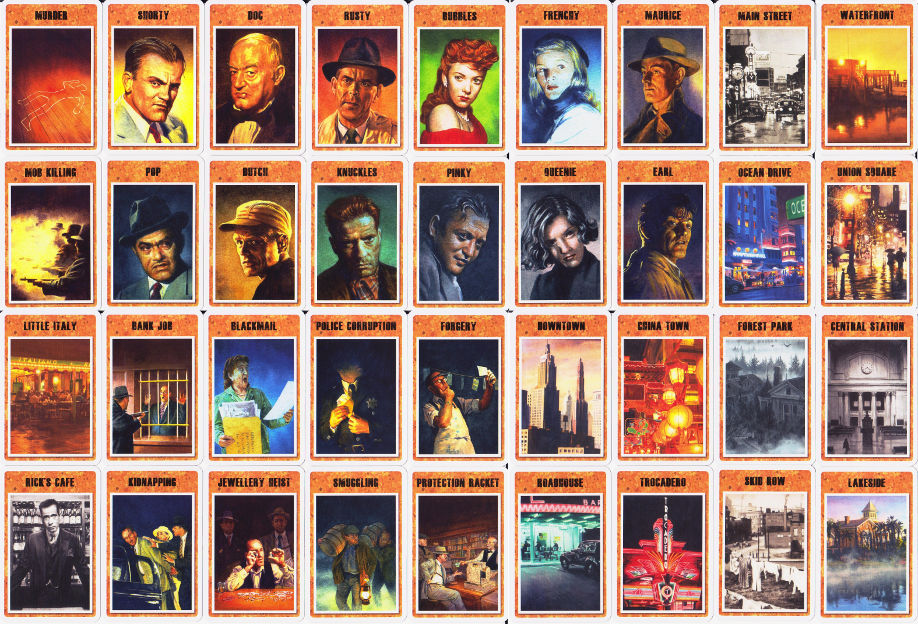 MURDER
SHORTY
DOC
RUSTY
BUBBLES
FRENCHY
MAURICE
MAIN STREET
WATERFRONT
MOB KILLING
POP
DUTCH
KNUCKLES
PINKY
QUEENIE
EARL
OCEAN DRIVE
UNION SQUARE
OCE
LITTLE ITALY
BANK JOB
BLACKMAIL
POLICE CORRUPTION
FORGERY
DOWNTOWN
CHINA TOWN
FOREST PARK
CENTRAL STATION
RICK'S CAFE
KIDNAPPING
JEWELLERY HEIST
SMUGGLING
PROTECTION RACKET
ROADHOUSE
TROCADERO
SKID ROW
LAKESIDE
BAR